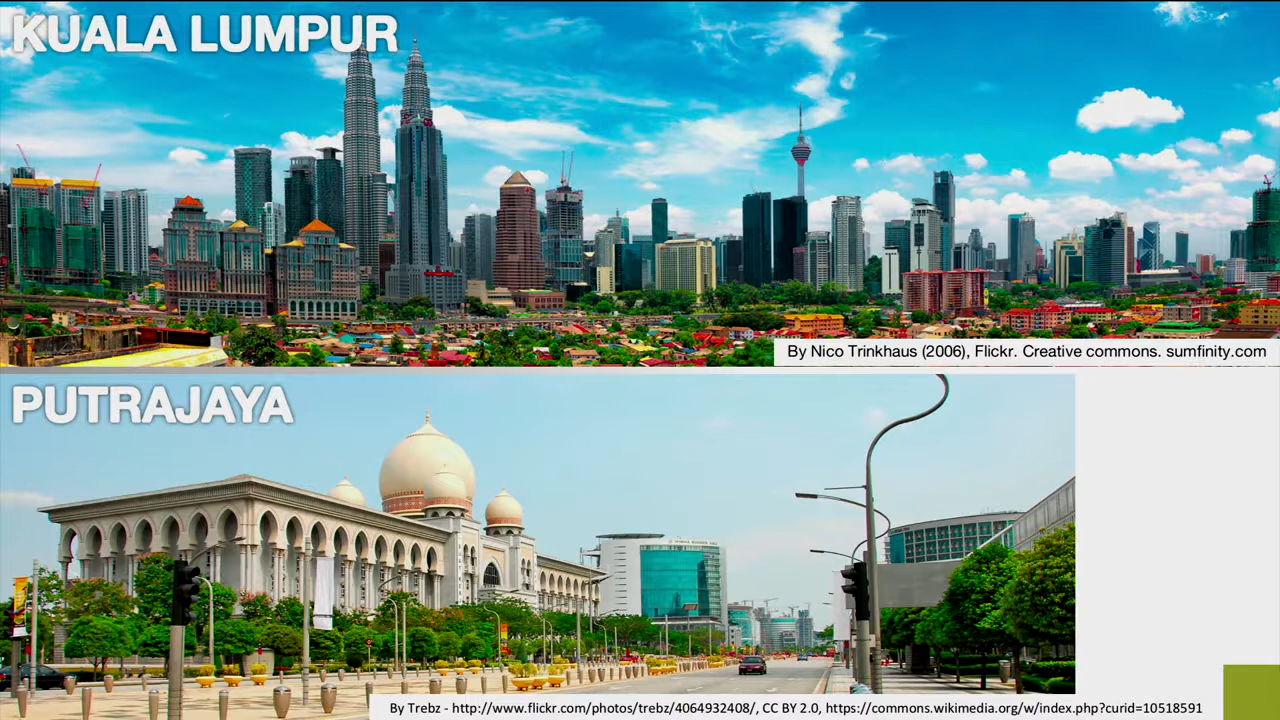 KUALA LUMPUR
By Nico Trinkhaus (2006), Flickr. Creative commons. sumfinity.com
PUTRAJAYA
By Trebz - http://www.flickr.com/photos/trebz/4064932408/, CC BY 2.0, https://commons.wikimedia.org/w/index.php?curid=10518591